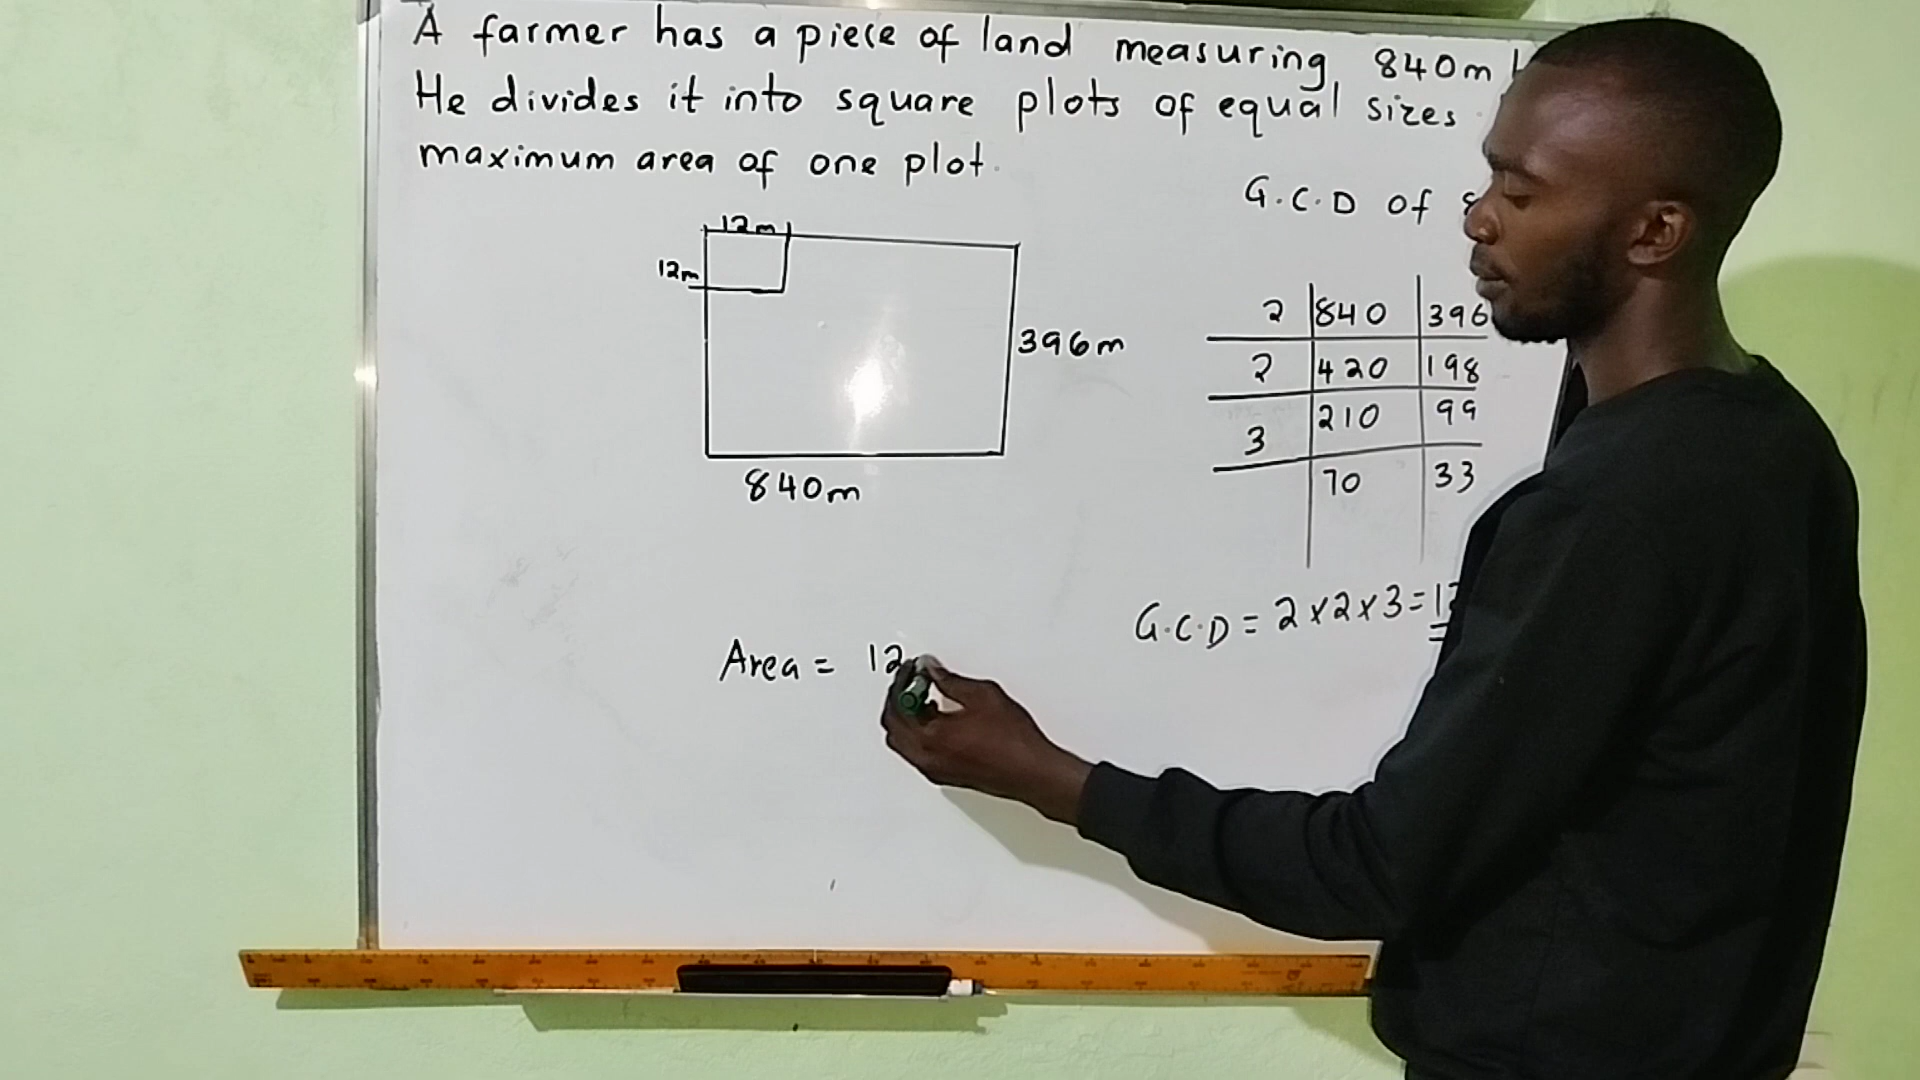 A farmer has a piece of land measuring 840m
He divides it into square plots of equal sizes
maximum area of one plot.
G.C.D of
12m
12m
396m
840m
2 840 396
2 420 198
3 210 99
70 33
G.C.D = 2 x 2 x 3 = 12
Area = 12